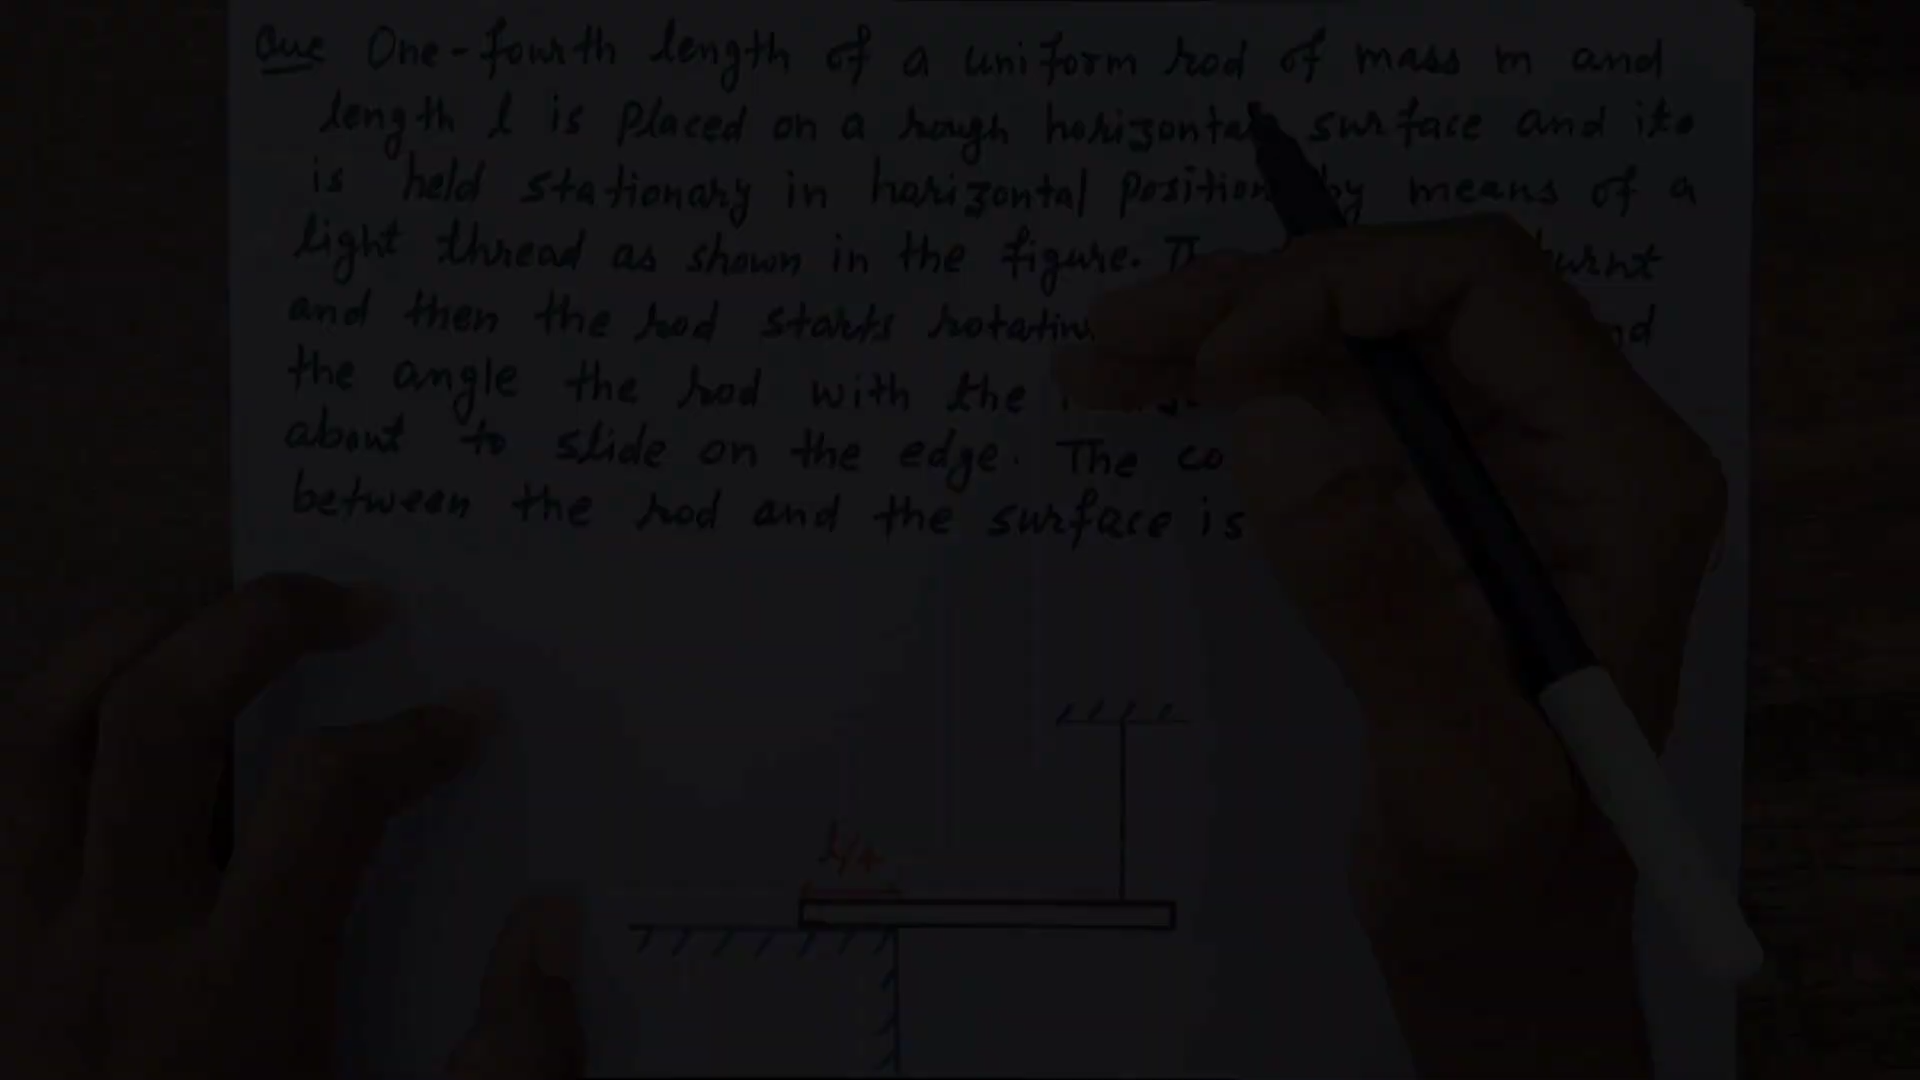 Que One-fourth length of a uniform rod of mass m and
length l is placed on a rough horizontal surface and its
is held stationary in horizontal position by means of a
light thread as shown in the figure.
and then the rod starts rotating
the angle the rod with the
about to slide on the edge. The
between the rod and the surface is
l/4